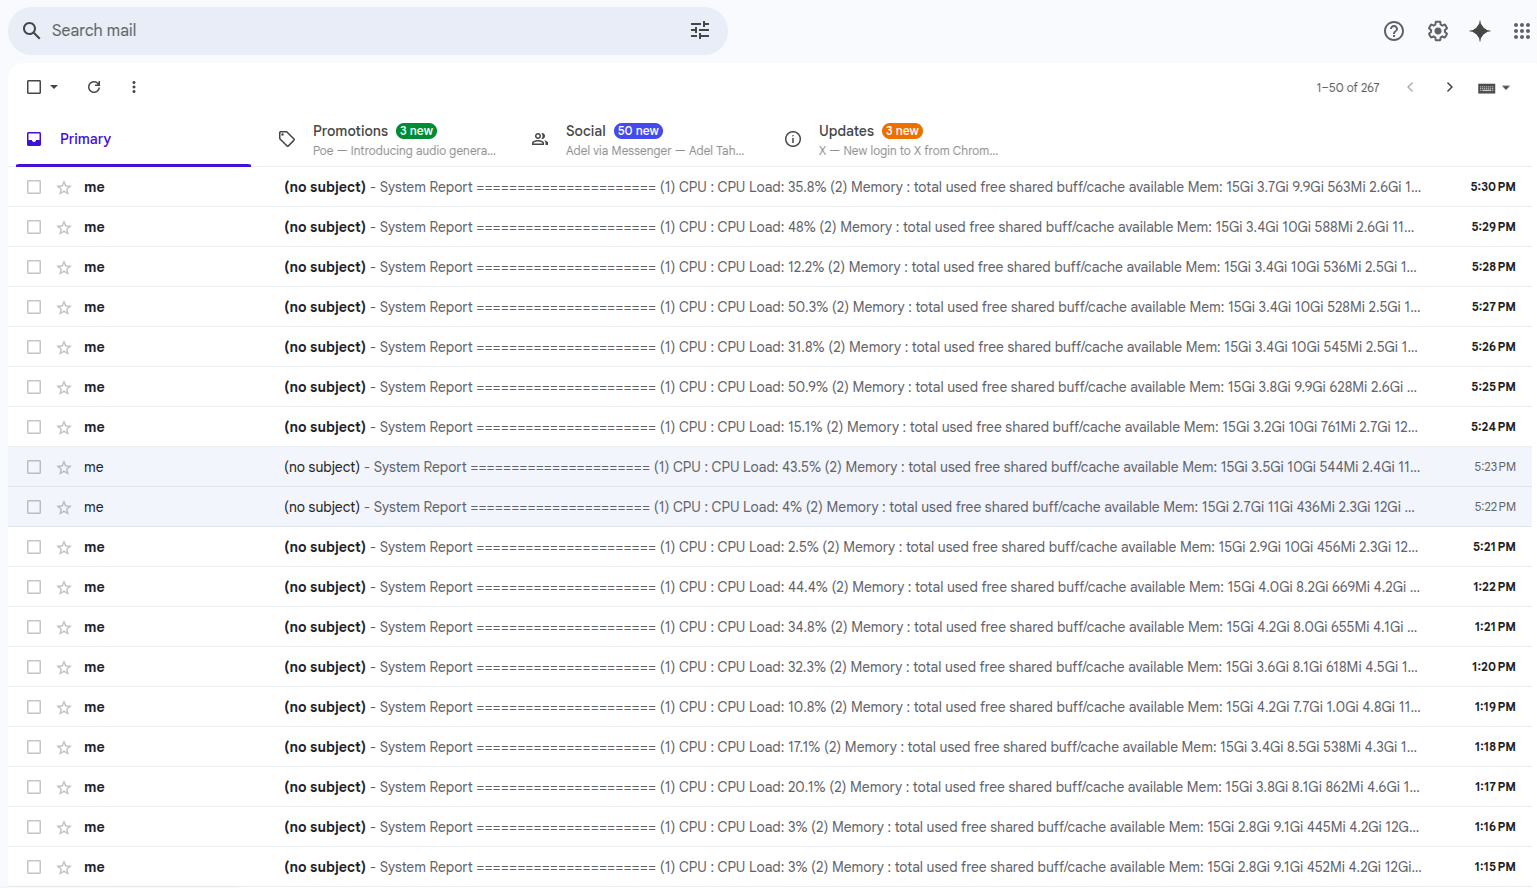 Search mail
1–50 of 267
Primary
Promotions 3 new
Poe — Introducing audio genera...
Social 50 new
Adel via Messenger — Adel Tah...
Updates 3 new
X — New login to X from Chrom...
me (no subject) - System Report ====================== (1) CPU : CPU Load: 35.8% (2) Memory : total used free shared buff/cache available Mem: 15Gi 3.7Gi 9.9Gi 563Mi 2.6Gi 1... 5:30 PM
me (no subject) - System Report ====================== (1) CPU : CPU Load: 48% (2) Memory : total used free shared buff/cache available Mem: 15Gi 3.4Gi 10Gi 588Mi 2.6Gi 11... 5:29 PM
me (no subject) - System Report ====================== (1) CPU : CPU Load: 12.2% (2) Memory : total used free shared buff/cache available Mem: 15Gi 3.4Gi 10Gi 536Mi 2.5Gi 1... 5:28 PM
me (no subject) - System Report ====================== (1) CPU : CPU Load: 50.3% (2) Memory : total used free shared buff/cache available Mem: 15Gi 3.4Gi 10Gi 528Mi 2.5Gi 1... 5:27 PM
me (no subject) - System Report ====================== (1) CPU : CPU Load: 31.8% (2) Memory : total used free shared buff/cache available Mem: 15Gi 3.4Gi 10Gi 545Mi 2.5Gi 1... 5:26 PM
me (no subject) - System Report ====================== (1) CPU : CPU Load: 50.9% (2) Memory : total used free shared buff/cache available Mem: 15Gi 3.8Gi 9.9Gi 628Mi 2.6Gi ... 5:25 PM
me (no subject) - System Report ====================== (1) CPU : CPU Load: 15.1% (2) Memory : total used free shared buff/cache available Mem: 15Gi 3.2Gi 10Gi 761Mi 2.7Gi 12... 5:24 PM
me (no subject) - System Report ====================== (1) CPU : CPU Load: 43.5% (2) Memory : total used free shared buff/cache available Mem: 15Gi 3.5Gi 10Gi 544Mi 2.4Gi 11... 5:23 PM
me (no subject) - System Report ====================== (1) CPU : CPU Load: 4% (2) Memory : total used free shared buff/cache available Mem: 15Gi 2.7Gi 11Gi 436Mi 2.3Gi 12Gi ... 5:22 PM
me (no subject) - System Report ====================== (1) CPU : CPU Load: 2.5% (2) Memory : total used free shared buff/cache available Mem: 15Gi 2.9Gi 10Gi 456Mi 2.3Gi 12... 5:21 PM
me (no subject) - System Report ====================== (1) CPU : CPU Load: 44.4% (2) Memory : total used free shared buff/cache available Mem: 15Gi 4.0Gi 8.2Gi 669Mi 4.2Gi ... 1:22 PM
me (no subject) - System Report ====================== (1) CPU : CPU Load: 34.8% (2) Memory : total used free shared buff/cache available Mem: 15Gi 4.2Gi 8.0Gi 655Mi 4.1Gi ... 1:21 PM
me (no subject) - System Report ====================== (1) CPU : CPU Load: 32.3% (2) Memory : total used free shared buff/cache available Mem: 15Gi 3.6Gi 8.1Gi 618Mi 4.5Gi 1... 1:20 PM
me (no subject) - System Report ====================== (1) CPU : CPU Load: 10.8% (2) Memory : total used free shared buff/cache available Mem: 15Gi 4.2Gi 7.7Gi 1.0Gi 4.8Gi 11... 1:19 PM
me (no subject) - System Report ====================== (1) CPU : CPU Load: 17.1% (2) Memory : total used free shared buff/cache available Mem: 15Gi 3.4Gi 8.5Gi 538Mi 4.3Gi 1... 1:18 PM
me (no subject) - System Report ====================== (1) CPU : CPU Load: 20.1% (2) Memory : total used free shared buff/cache available Mem: 15Gi 3.8Gi 8.1Gi 862Mi 4.6Gi 1... 1:17 PM
me (no subject) - System Report ====================== (1) CPU : CPU Load: 3% (2) Memory : total used free shared buff/cache available Mem: 15Gi 2.8Gi 9.1Gi 445Mi 4.2Gi 12G... 1:16 PM
me (no subject) - System Report ====================== (1) CPU : CPU Load: 3% (2) Memory : total used free shared buff/cache available Mem: 15Gi 2.8Gi 9.1Gi 452Mi 4.2Gi 12Gi... 1:15 PM